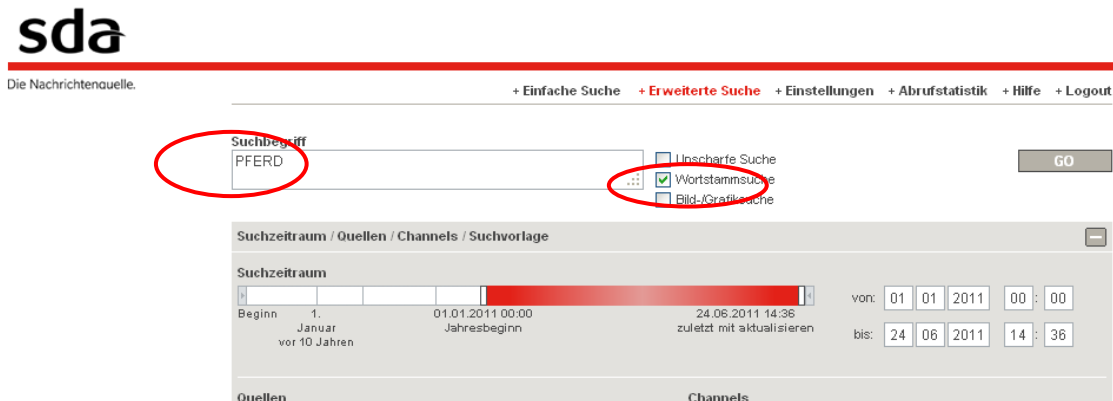 sda
Die Nachrichtenquelle.
+ Einfache Suche + Erweiterte Suche + Einstellungen + Abrufstatistik + Hilfe + Logout
Suchbegriff
PFERD
Unscharfe Suche
GO
Wortstammsuche
Bild-/Grafiksuche
Suchzeitraum / Quellen / Channels / Suchvorlage
Suchzeitraum
von: 01 01 2011 00 : 00
Beginn 1. 01.01.2011 00:00 24.06.2011 14:36
Januar Jahresbeginn zuletzt mit aktualisieren
vor 10 Jahren
bis: 24 06 2011 14 : 36
Quellen Channels